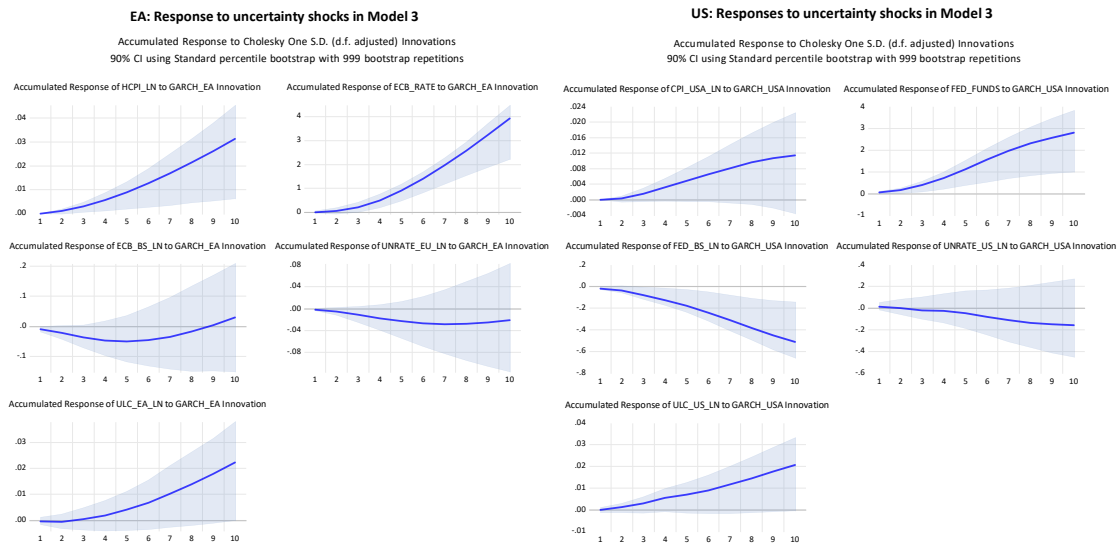 EA: Response to uncertainty shocks in Model 3
Accumulated Response to Cholesky One S.D. (d.f. adjusted) Innovations
90% CI using Standard percentile bootstrap with 999 bootstrap repetitions
Accumulated Response of HCPI_LN to GARCH_EA Innovation
.04
.03
.02
.01
.00
1 2 3 4 5 6 7 8 9 10
Accumulated Response of ECB_RATE to GARCH_EA Innovation
4
3
2
1
0
1 2 3 4 5 6 7 8 9 10
Accumulated Response of ECB_BS_LN to GARCH_EA Innovation
.2
.1
.0
-.1
1 2 3 4 5 6 7 8 9 10
Accumulated Response of UNRATE_EU_LN to GARCH_EA Innovation
.08
.04
.00
-.04
-.08
1 2 3 4 5 6 7 8 9 10
Accumulated Response of ULC_EA_LN to GARCH_EA Innovation
.03
.02
.01
.00
1 2 3 4 5 6 7 8 9 10
US: Responses to uncertainty shocks in Model 3
Accumulated Response to Cholesky One S.D. (d.f. adjusted) Innovations
90% CI using Standard percentile bootstrap with 999 bootstrap repetitions
Accumulated Response of CPI_USA_LN to GARCH_USA Innovation
.024
.020
.016
.012
.008
.004
.000
-.004
1 2 3 4 5 6 7 8 9 10
Accumulated Response of FED_FUNDS to GARCH_USA Innovation
4
3
2
1
0
-1
1 2 3 4 5 6 7 8 9 10
Accumulated Response of FED_BS_LN to GARCH_USA Innovation
.2
.0
-.2
-.4
-.6
-.8
1 2 3 4 5 6 7 8 9 10
Accumulated Response of UNRATE_US_LN to GARCH_USA Innovation
.4
.2
.0
-.2
-.4
-.6
1 2 3 4 5 6 7 8 9 10
Accumulated Response of ULC_US_LN to GARCH_USA Innovation
.04
.03
.02
.01
.00
-.01
1 2 3 4 5 6 7 8 9 10